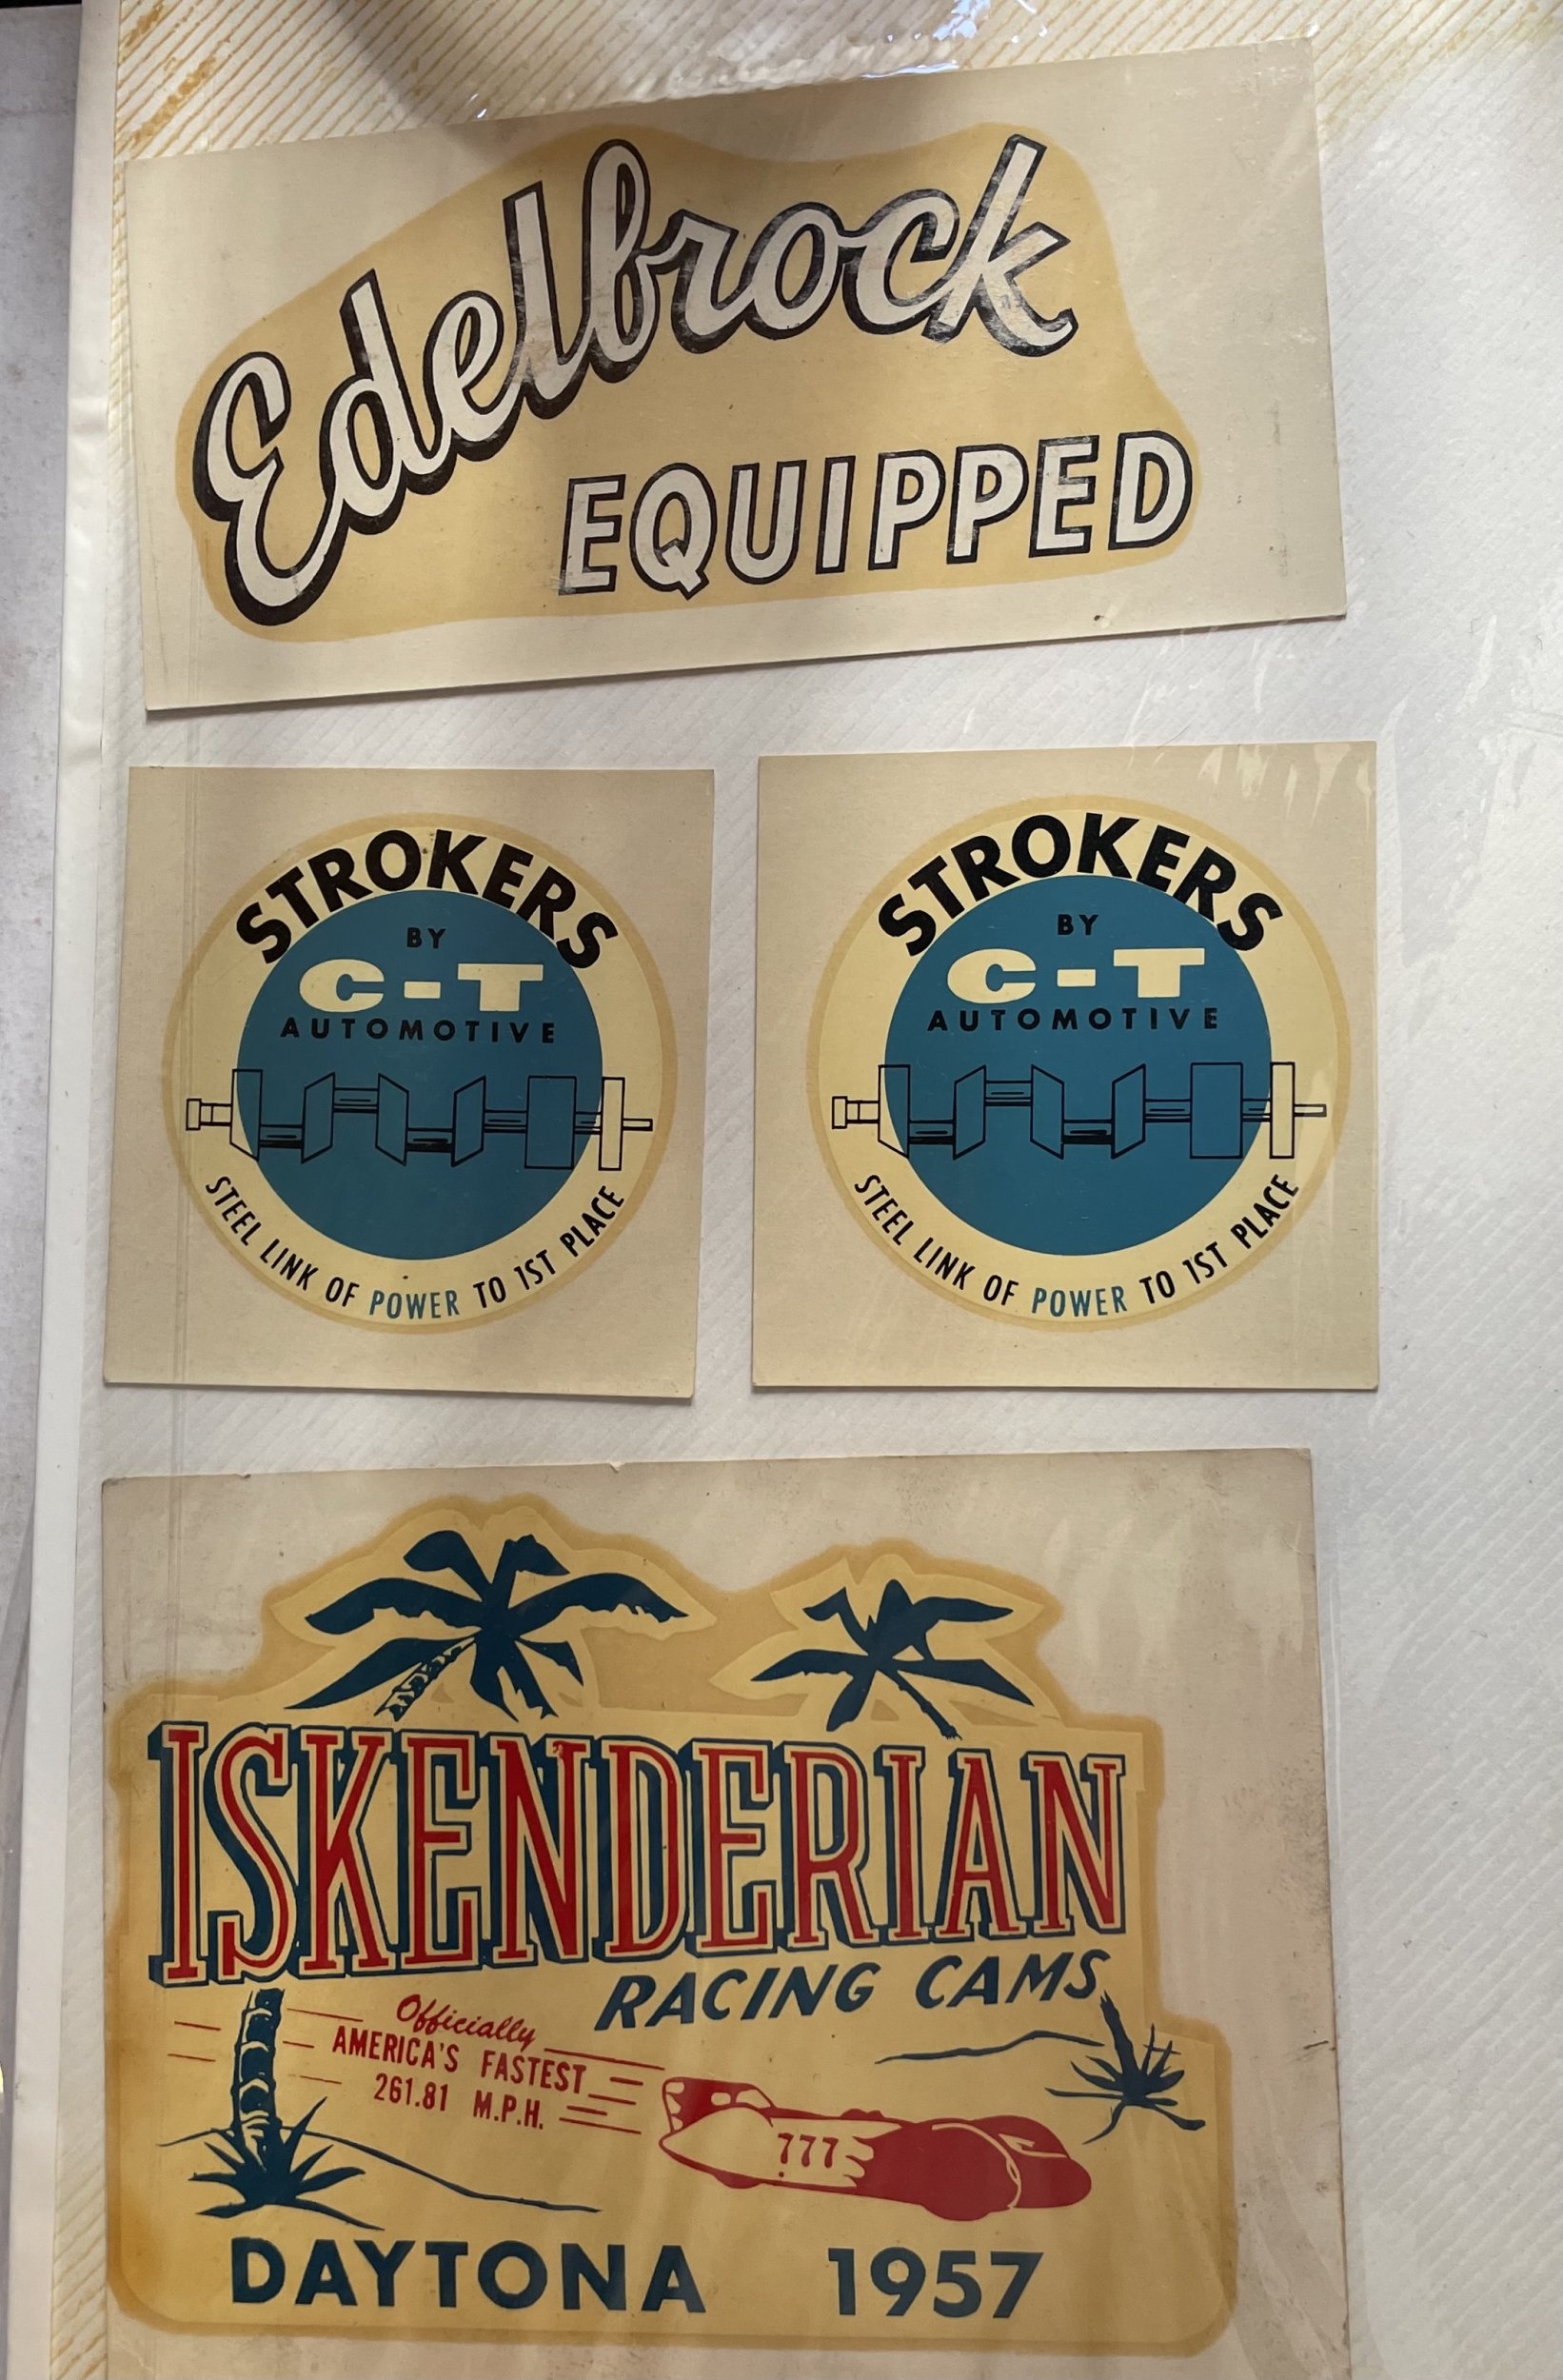 Edelbrock
EQUIPPED
STROKERS
BY
C-T
AUTOMOTIVE
STEEL LINK OF POWER TO 1ST PLACE
STROKERS
BY
C-T
AUTOMOTIVE
STEEL LINK OF POWER TO 1ST PLACE
ISKENDERIAN
RACING CAMS
Officially
AMERICA'S FASTEST
261.81 M.P.H.
777
DAYTONA 1957